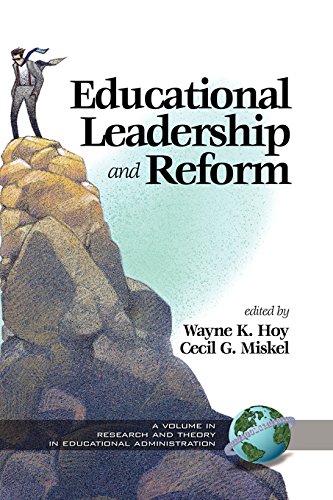 Educational
Leadership
and Reform
edited by
Wayne K. Hoy
Cecil G. Miskel
A VOLUME IN
RESEARCH AND THEORY
IN EDUCATIONAL ADMINISTRATION